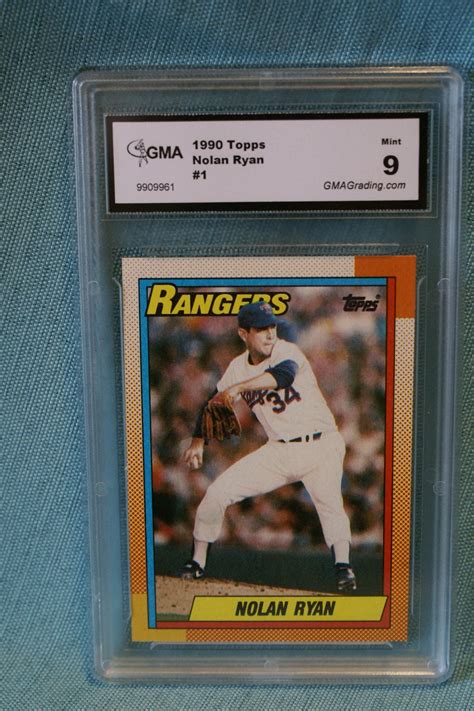 GMA
9909961
1990 Topps
Nolan Ryan
#1
Mint
9
GMAGrading.com
RANGERS
Topps
34
NOLAN RYAN